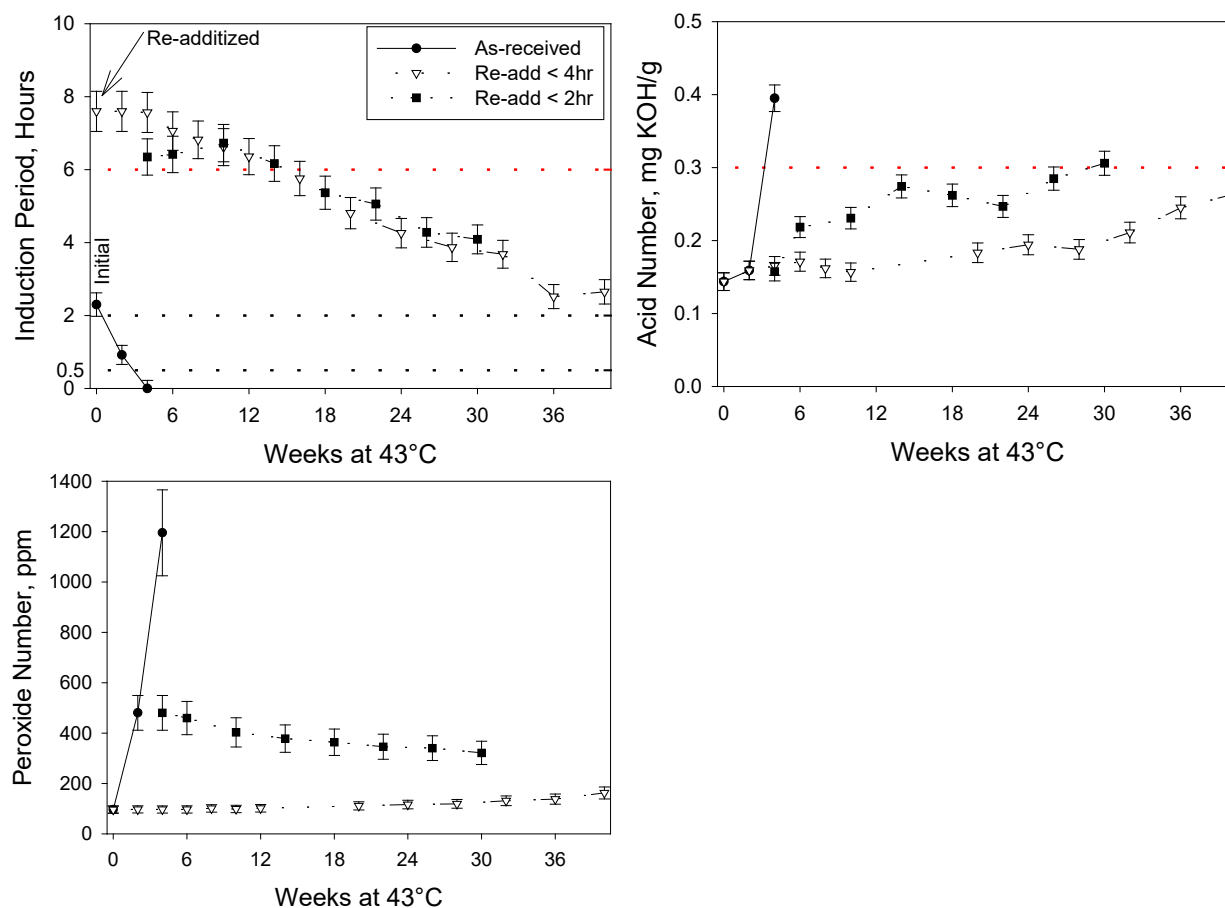 10
8
6
4
2
0.5
0
Induction Period, Hours
Re-additized
Initial
As-received
Re-add < 4hr
Re-add < 2hr
0 6 12 18 24 30 36
Weeks at 43°C
0.5
0.4
0.3
0.2
0.1
0.0
Acid Number, mg KOH/g
0 6 12 18 24 30 36
Weeks at 43°C
1400
1200
1000
800
600
400
200
0
Peroxide Number, ppm
0 6 12 18 24 30 36
Weeks at 43°C